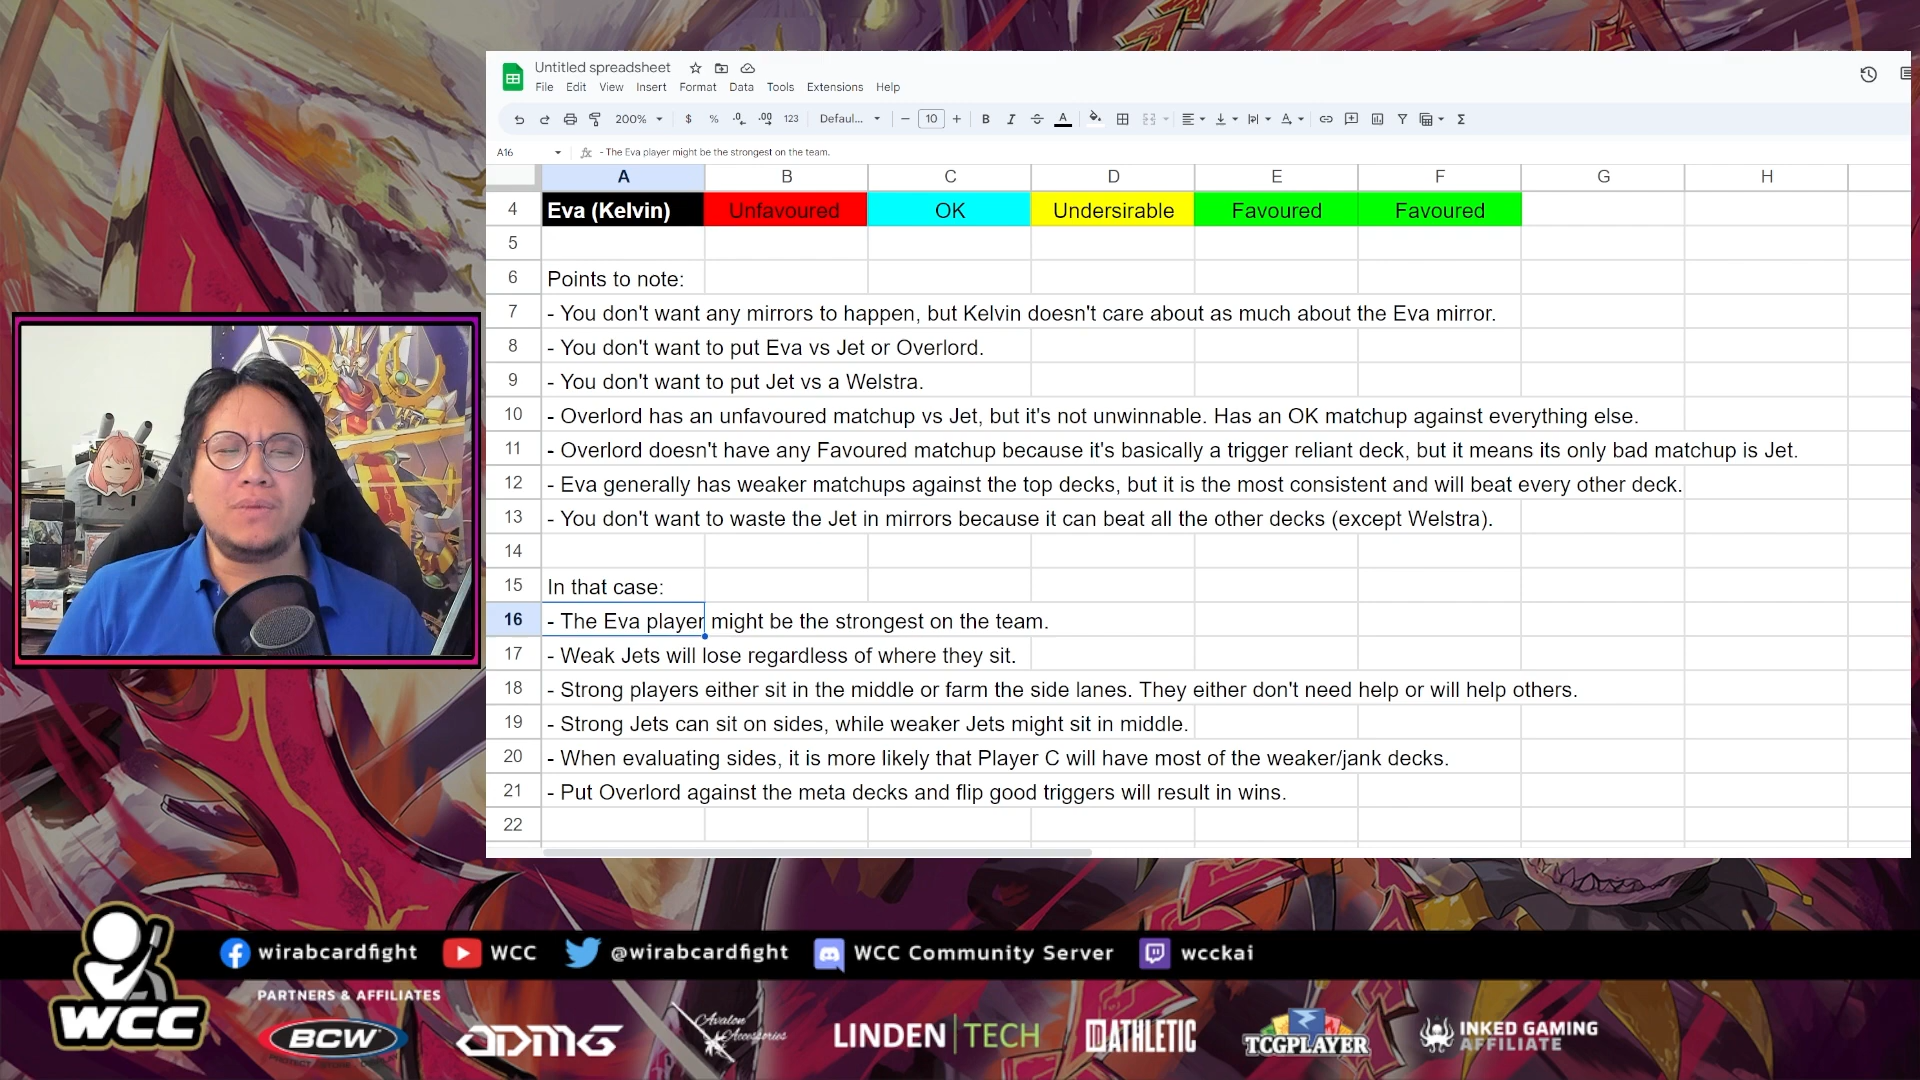 Untitled spreadsheet
File Edit View Insert Format Data Tools Extensions Help
200% $ % .0 .00 123 Defaul... − 10 + B I A Σ
A16 fx - The Eva player might be the strongest on the team.
A B C D E F G H
4 Eva (Kelvin) Unfavoured OK Undersirable Favoured Favoured
5
6 Points to note:
7 - You don't want any mirrors to happen, but Kelvin doesn't care about as much about the Eva mirror.
8 - You don't want to put Eva vs Jet or Overlord.
9 - You don't want to put Jet vs a Welstra.
10 - Overlord has an unfavoured matchup vs Jet, but it's not unwinnable. Has an OK matchup against everything else.
11 - Overlord doesn't have any Favoured matchup because it's basically a trigger reliant deck, but it means its only bad matchup is Jet.
12 - Eva generally has weaker matchups against the top decks, but it is the most consistent and will beat every other deck.
13 - You don't want to waste the Jet in mirrors because it can beat all the other decks (except Welstra).
14
15 In that case:
16 - The Eva player might be the strongest on the team.
17 - Weak Jets will lose regardless of where they sit.
18 - Strong players either sit in the middle or farm the side lanes. They either don't need help or will help others.
19 - Strong Jets can sit on sides, while weaker Jets might sit in middle.
20 - When evaluating sides, it is more likely that Player C will have most of the weaker/jank decks.
21 - Put Overlord against the meta decks and flip good triggers will result in wins.
22
wirabcardfight WCC @wirabcardfight WCC Community Server wcckai
PARTNERS & AFFILIATES
WCC BCW ADMG Avalon Accessories LINDEN | TECH DIATHLETIC TCGPLAYER INKED GAMING AFFILIATE